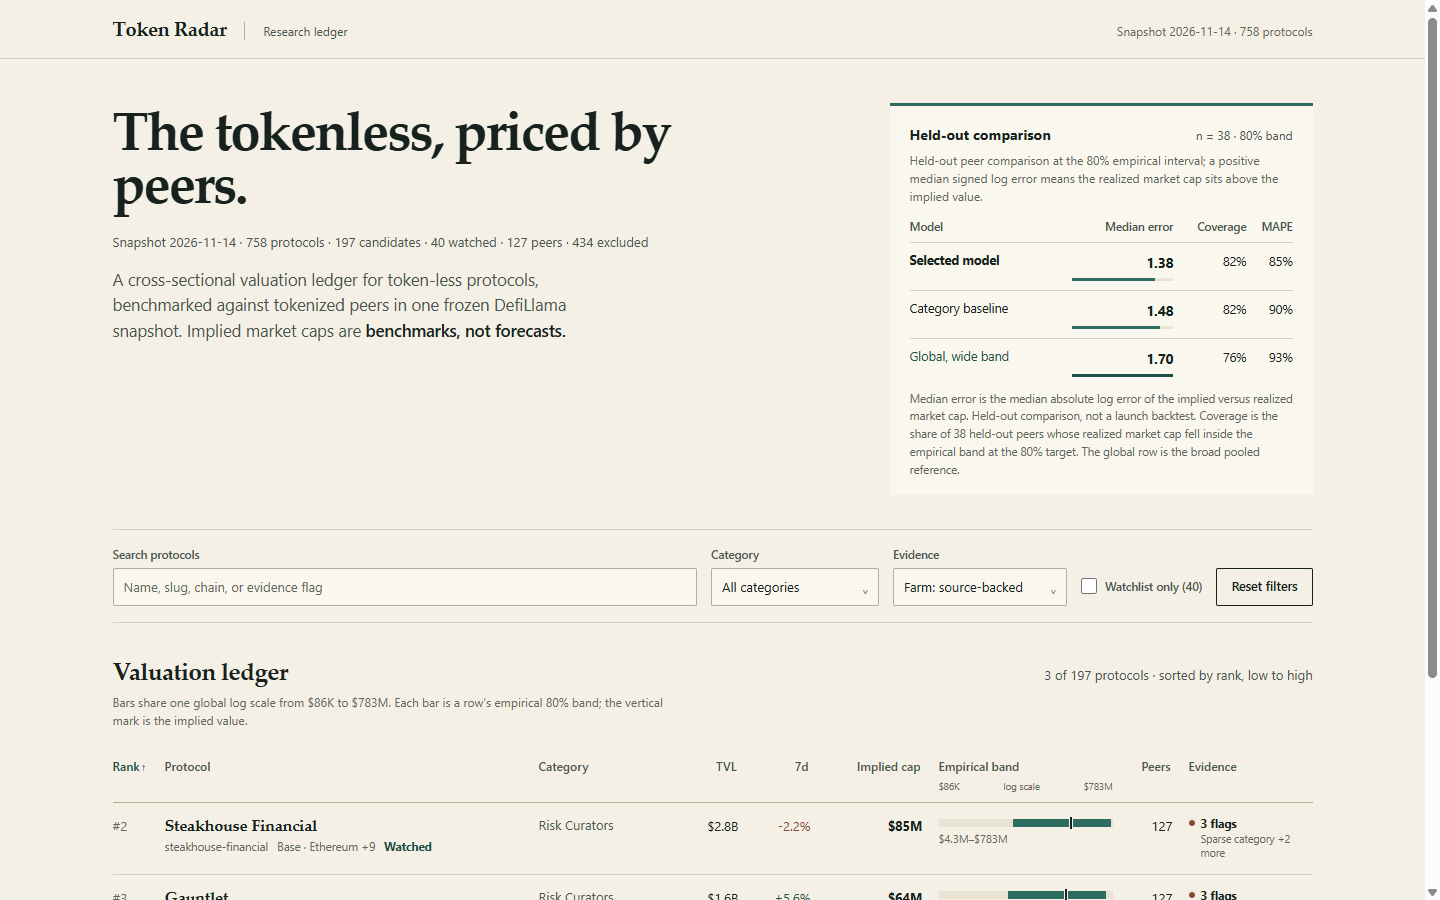 Token Radar
Research ledger
Snapshot 2026-11-14 · 758 protocols
The tokenless, priced by
peers.
Snapshot 2026-11-14 · 758 protocols · 197 candidates · 40 watched · 127 peers · 434 excluded
A cross-sectional valuation ledger for token-less protocols,
benchmarked against tokenized peers in one frozen DefiLlama
snapshot. Implied market caps are benchmarks, not forecasts.
Held-out comparison
n = 38 · 80% band
Held-out peer comparison at the 80% empirical interval; a positive
median signed log error means the realized market cap sits above the
implied value.
Model Median error Coverage MAPE
Selected model 1.38 82% 85%
Category baseline 1.48 82% 90%
Global, wide band 1.70 76% 93%
Median error is the median absolute log error of the implied versus realized
market cap. Held-out comparison, not a launch backtest. Coverage is the
share of 38 held-out peers whose realized market cap fell inside the
empirical band at the 80% target. The global row is the broad pooled
reference.
Search protocols
Name, slug, chain, or evidence flag
Category
All categories
Evidence
Farm: source-backed
Watchlist only (40)
Reset filters
Valuation ledger
3 of 197 protocols · sorted by rank, low to high
Bars share one global log scale from $86K to $783M. Each bar is a row's empirical 80% band; the vertical
mark is the implied value.
Rank↑ Protocol Category TVL 7d Implied cap Empirical band Peers Evidence
$86K log scale $783M
#2 Steakhouse Financial Risk Curators $2.8B -2.2% $85M 127 3 flags
steakhouse-financial Base · Ethereum +9 Watched
$4.3M–$783M
Sparse category +2
more
#3 Gauntlet Risk Curators $1.6B +5.6% $64M 127 3 flags